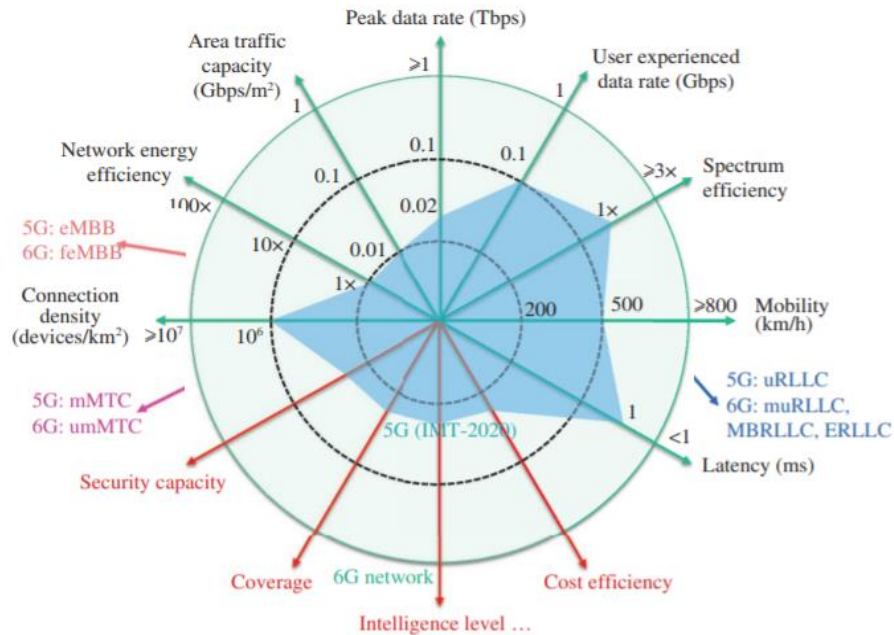 Peak data rate (Tbps)
Area traffic
capacity
(Gbps/m²)
User experienced
data rate (Gbps)
⩾1
1
1
Network energy
efficiency
0.1
0.1
0.1
⩾3×
Spectrum
efficiency
100×
0.02
1×
5G: eMBB
6G: feMBB
10×
0.01
1×
Connection
density
(devices/km²)
⩾10⁷
10⁶
200
500
⩾800
Mobility
(km/h)
5G: mMTC
6G: umMTC
5G: uRLLC
6G: muRLLC,
MBRLLC, ERLLC
1
5G (IMT-2020)
<1
Latency (ms)
Security capacity
Coverage
6G network
Cost efficiency
Intelligence level ...